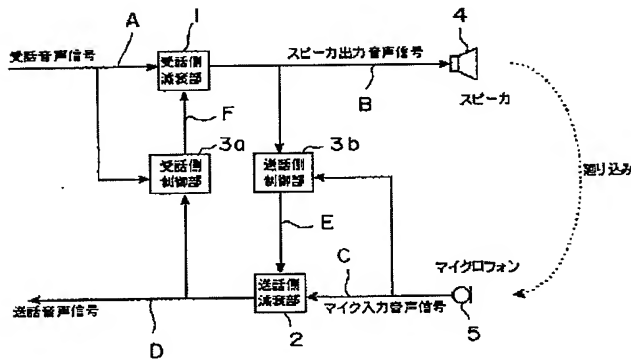 1
4
A
受話音声信号
受話側
減衰部
スピーカ出力音声信号
B
スピーカ
F
3a
3b
受話側
制御部
送話側
制御部
廻り込み
E
C
マイクロフォン
送話音声信号
D
送話側
減衰部
2
マイク入力音声信号
5